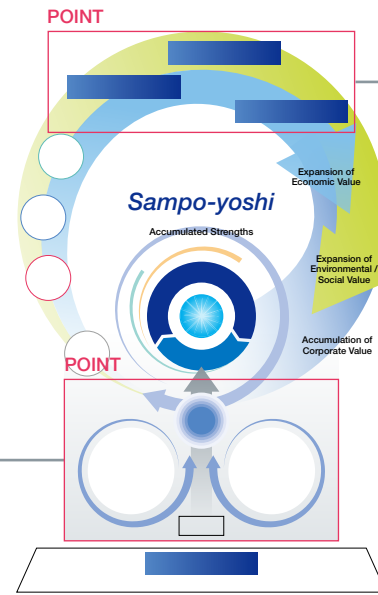 POINT
Expansion of
Economic Value
Sampo-yoshi
Accumulated Strengths
Expansion of
Environmental /
Social Value
Accumulation of
Corporate Value
POINT